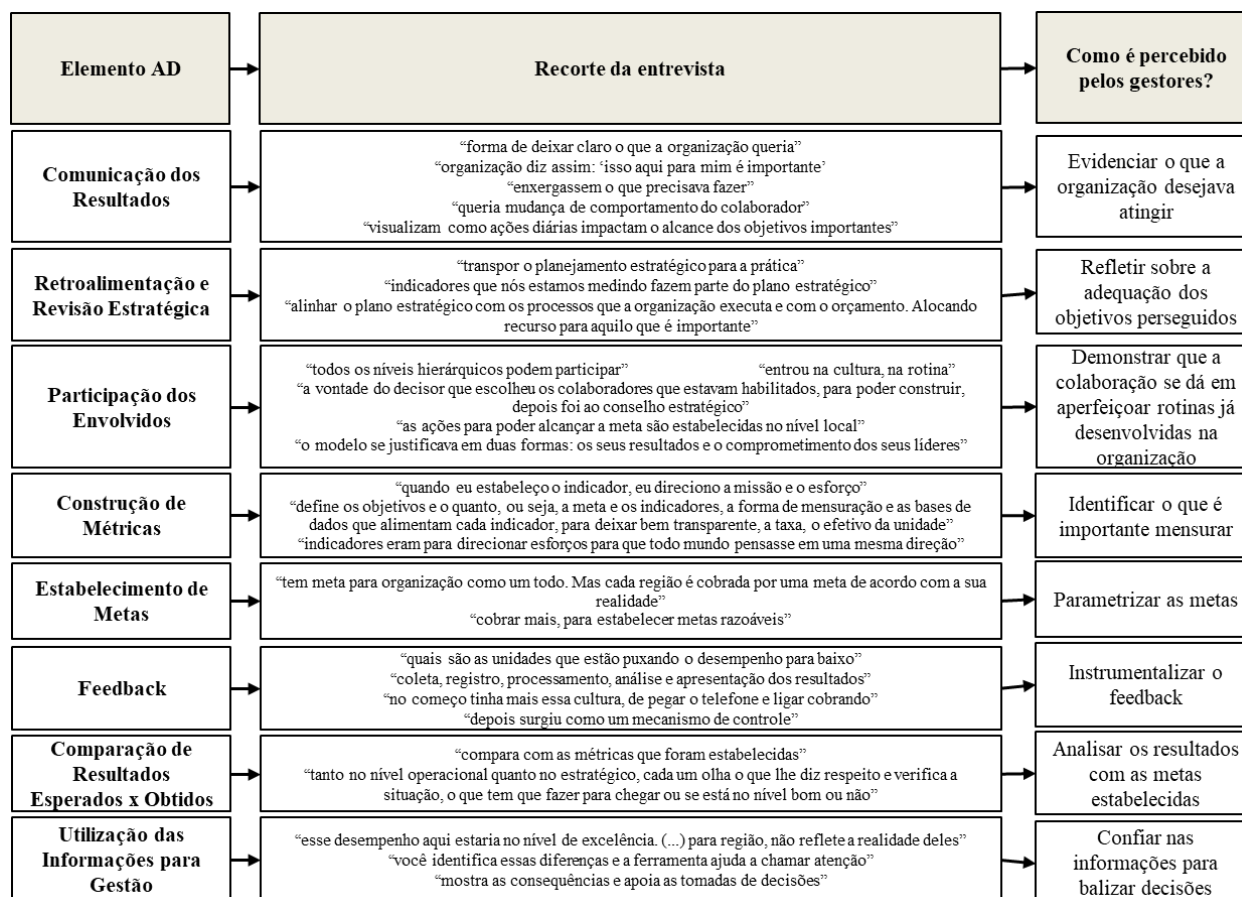 Elemento AD
Recorte da entrevista
Como é percebido
pelos gestores?
Comunicação dos
Resultados
“forma de deixar claro o que a organização queria”
“organização diz assim: ‘isso aqui para mim é importante’
“enxergassem o que precisava fazer”
“queria mudança de comportamento do colaborador”
“visualizam como ações diárias impactam o alcance dos objetivos importantes”
Evidenciar o que a
organização desejava
atingir
Retroalimentação e
Revisão Estratégica
“transpor o planejamento estratégico para a prática”
“indicadores que nós estamos medindo fazem parte do plano estratégico”
“alinhar o plano estratégico com os processos que a organização executa e com o orçamento. Alocando
recurso para aquilo que é importante”
Refletir sobre a
adequação dos
objetivos perseguidos
Participação dos
Envolvidos
“todos os níveis hierárquicos podem participar” “entrou na cultura, na rotina”
“a vontade do decisor que escolheu os colaboradores que estavam habilitados, para poder construir,
depois foi ao conselho estratégico”
“as ações para poder alcançar a meta são estabelecidas no nível local”
“o modelo se justificava em duas formas: os seus resultados e o comprometimento dos seus líderes”
Demonstrar que a
colaboração se dá em
aperfeiçoar rotinas já
desenvolvidas na
organização
Construção de
Métricas
“quando eu estabeleço o indicador, eu direciono a missão e o esforço”
“define os objetivos e o quanto, ou seja, a meta e os indicadores, a forma de mensuração e as bases de
dados que alimentam cada indicador, para deixar bem transparente, a taxa, o efetivo da unidade”
“indicadores eram para direcionar esforços para que todo mundo pensasse em uma mesma direção”
Identificar o que é
importante mensurar
Estabelecimento de
Metas
“tem meta para organização como um todo. Mas cada região é cobrada por uma meta de acordo com a sua
realidade”
“cobrar mais, para estabelecer metas razoáveis”
Parametrizar as metas
Feedback
“quais são as unidades que estão puxando o desempenho para baixo”
“coleta, registro, processamento, análise e apresentação dos resultados”
“no começo tinha mais essa cultura, de pegar o telefone e ligar cobrando”
“depois surgiu como um mecanismo de controle”
Instrumentalizar o
feedback
Comparação de
Resultados
Esperados x Obtidos
“compara com as métricas que foram estabelecidas”
“tanto no nível operacional quanto no estratégico, cada um olha o que lhe diz respeito e verifica a
situação, o que tem que fazer para chegar ou se está no nível bom ou não”
Analisar os resultados
com as metas
estabelecidas
Utilização das
Informações para
Gestão
“esse desempenho aqui estaria no nível de excelência. (...) para região, não reflete a realidade deles”
“você identifica essas diferenças e a ferramenta ajuda a chamar atenção”
“mostra as consequências e apoia as tomadas de decisões”
Confiar nas
informações para
balizar decisões